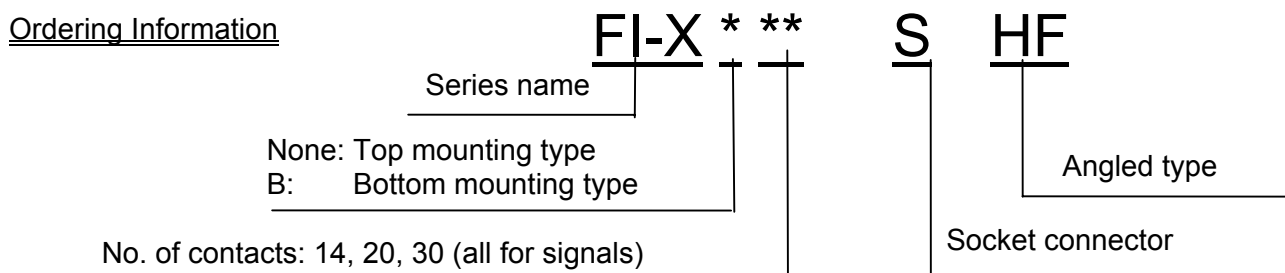 Ordering Information
FI-X * ** S HF
Series name
None: Top mounting type
B: Bottom mounting type
Angled type
No. of contacts: 14, 20, 30 (all for signals)
Socket connector